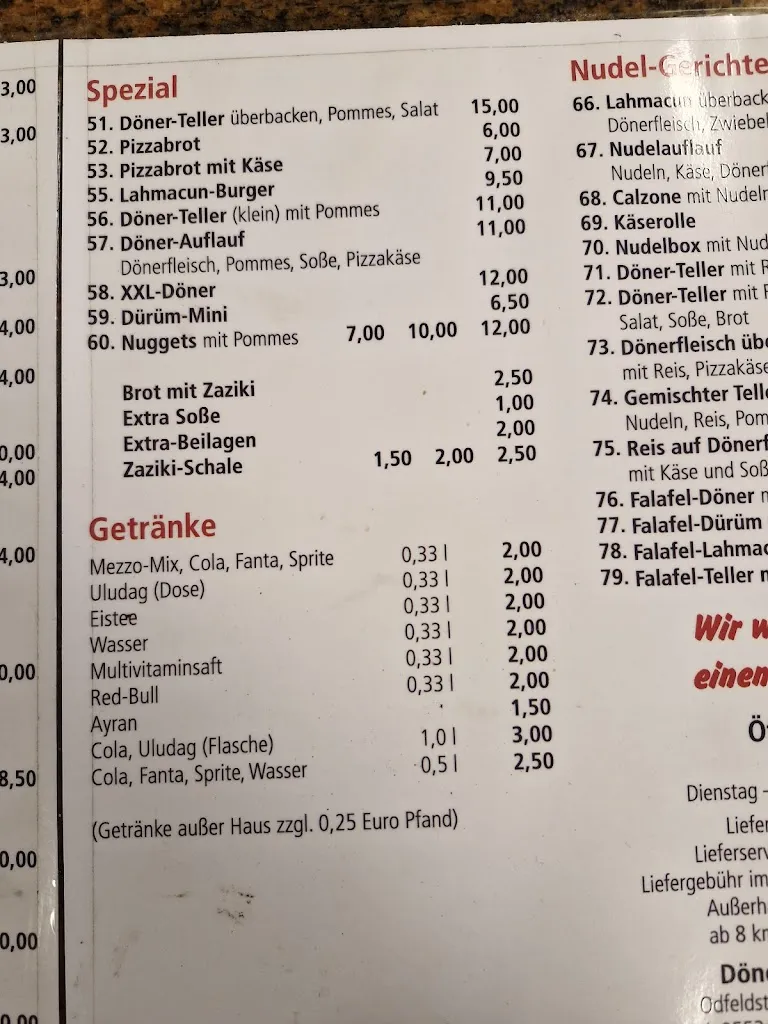 3,00
3,00
3,00
4,00
4,00
0,00
4,00
4,00
0,00
8,50
0,00
0,00
0,00
Spezial
51. Döner-Teller überbacken, Pommes, Salat 15,00
52. Pizzabrot 6,00
53. Pizzabrot mit Käse 7,00
55. Lahmacun-Burger 9,50
56. Döner-Teller (klein) mit Pommes 11,00
57. Döner-Auflauf 11,00
Dönerfleisch, Pommes, Soße, Pizzakäse
58. XXL-Döner 12,00
59. Dürüm-Mini 6,50
60. Nuggets mit Pommes 7,00 10,00 12,00
Brot mit Zaziki 2,50
Extra Soße 1,00
Extra-Beilagen 2,00
Zaziki-Schale 1,50 2,00 2,50
Getränke
Mezzo-Mix, Cola, Fanta, Sprite 0,33 l 2,00
Uludag (Dose) 0,33 l 2,00
Eistee 0,33 l 2,00
Wasser 0,33 l 2,00
Multivitaminsaft 0,33 l 2,00
Red-Bull 0,33 l 2,00
Ayran 1,50
Cola, Uludag (Flasche) 1,0 l 3,00
Cola, Fanta, Sprite, Wasser 0,5 l 2,50
(Getränke außer Haus zzgl. 0,25 Euro Pfand)
Nudel-Gerichte
66. Lahmacun überback
Dönerfleisch, Zwiebel
67. Nudelauflauf
Nudeln, Käse, Döner
68. Calzone mit Nudeln
69. Käserolle
70. Nudelbox mit Nud
71. Döner-Teller mit R
72. Döner-Teller mit
Salat, Soße, Brot
73. Dönerfleisch übe
mit Reis, Pizzakäse
74. Gemischter Telle
Nudeln, Reis, Pom
75. Reis auf Dönerf
mit Käse und Soß
76. Falafel-Döner
77. Falafel-Dürüm
78. Falafel-Lahmac
79. Falafel-Teller
Wir w
einen
Öf
Dienstag -
Liefer
Lieferserv
Liefergebühr im
Außerh
ab 8 km
Döne
Odfeldst